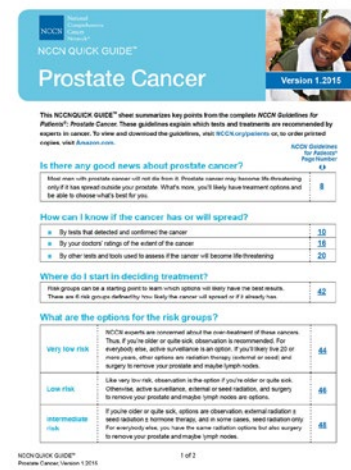 National
Comprehensive
NCCN Cancer
Network®
NCCN QUICK GUIDE™
Prostate Cancer
Version 1.2015
This NCCN QUICK GUIDE™ sheet summarizes key points from the complete NCCN Guidelines for
Patients®: Prostate Cancer. These guidelines explain which tests and treatments are recommended by
experts in cancer. To view and download the guidelines, visit NCCN.org/patients or, to order printed
copies, visit Amazon.com.
NCCN Guidelines
for Patients®
Page Number
Is there any good news about prostate cancer?
Most men with prostate cancer will not die from it. Prostate cancer may become life-threatening
only if it has spread outside your prostate. What's more, you'll likely have treatment options and
be able to choose what's best for you.
8
How can I know if the cancer has or will spread?
By tests that detected and confirmed the cancer 10
By your doctors' ratings of the extent of the cancer 16
By other tests and tools used to assess if the cancer will become life threatening 20
Where do I start in deciding treatment?
Risk groups can be a starting point to learn which options will likely have the best results.
There are 6 risk groups defined by how likely the cancer will spread or if it already has.
42
What are the options for the risk groups?
Very low risk
NCCN experts are concerned about the over-treatment of these cancers.
Thus, if you're older or quite sick, observation is recommended. For
everybody else, active surveillance is an option. If you'll likely live 20 or
more years, other options are radiation therapy (external or seed) and
surgery to remove your prostate and maybe lymph nodes.
44
Low risk
Like very low risk, observation is the option if you're older or quite sick.
Otherwise, active surveillance, external or seed radiation, and surgery
to remove your prostate and maybe lymph nodes are options.
46
Intermediate
risk
If you're older or quite sick, options are observation, external radiation ±
seed radiation ± hormone therapy, and in some cases, seed radiation only.
For everybody else, you have the same radiation options but also surgery
to remove your prostate and maybe lymph nodes.
48
NCCN QUICK GUIDE™
Prostate Cancer, Version 1.2015
1 of 2